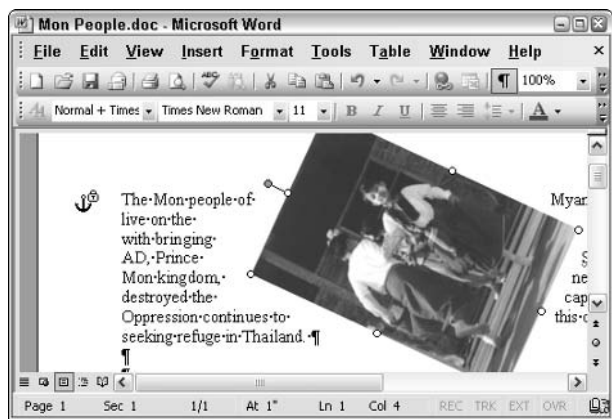 Mon People.doc - Microsoft Word
File Edit View Insert Format Tools Table Window Help ×
¶ 100%
Normal + Times Times New Roman 11 B I U A
The·Mon·people·of· Myan
live·on·the·
with·bringing·
AD,·Prince· S
Mon·kingdom,· ne
destroyed·the· cap
Oppression·continues·to· this·c
seeking·refuge·in·Thailand.·¶
¶
Page 1 Sec 1 1/1 At 1" Ln 1 Col 4 REC TRK EXT OVR